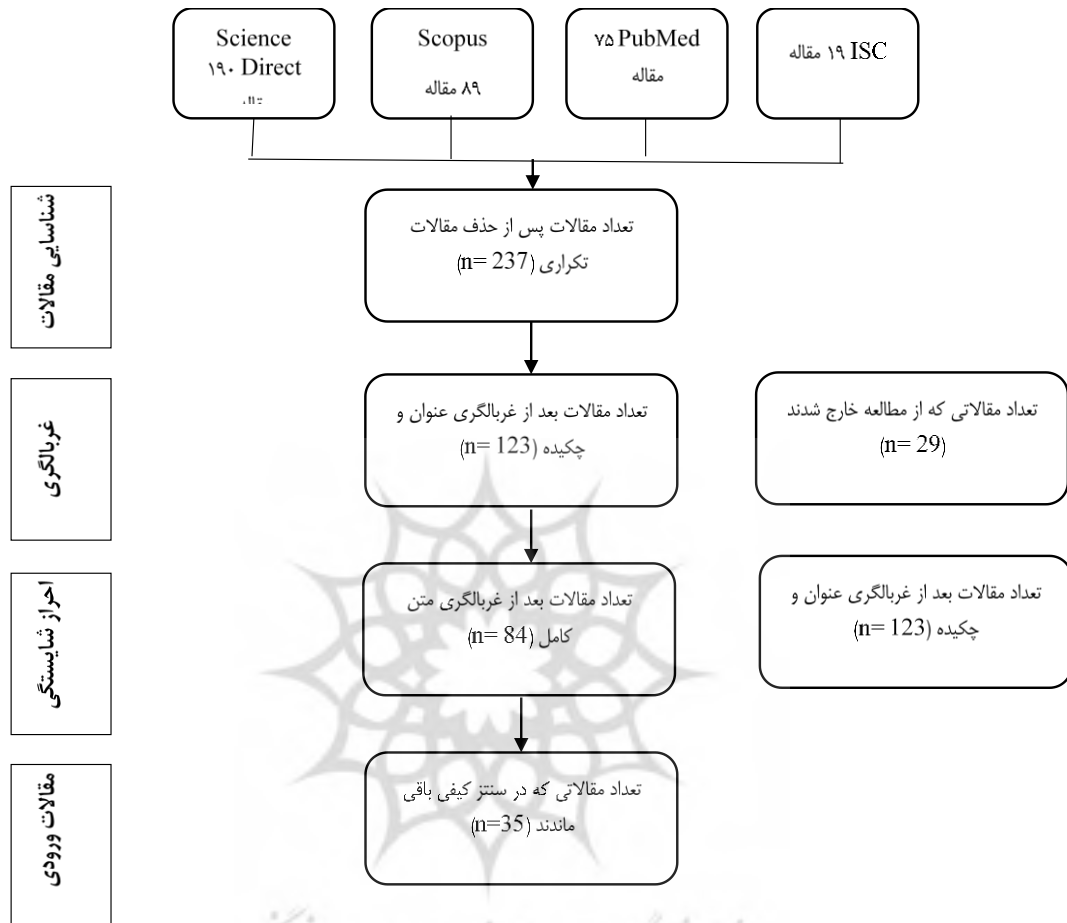 Science
Direct ۱۹۰
Scopus
۸۹ مقاله
PubMed ۷۵
مقاله
ISC ۱۹ مقاله
شناسایی مقالات
تعداد مقالات پس از حذف مقالات
تکراری (n= 237)
غربالگری
تعداد مقالات بعد از غربالگری عنوان و
چکیده (n= 123)
تعداد مقالاتی که از مطالعه خارج شدند
(n= 29)
احراز شایستگی
تعداد مقالات بعد از غربالگری متن
کامل (n= 84)
تعداد مقالات بعد از غربالگری عنوان و
چکیده (n= 123)
مقالات ورودی
تعداد مقالاتی که در سنتز کیفی باقی
ماندند (n=35)